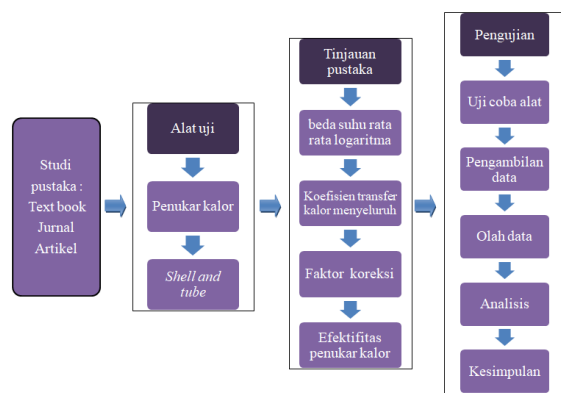 Studi
pustaka :
Text book
Jurnal
Artikel
Alat uji
Penukar kalor
Shell and
tube
Tinjauan
pustaka
beda suhu rata
rata logaritma
Koefisien transfer
kalor menyeluruh
Faktor koreksi
Efektifitas
penukar kalor
Pengujian
Uji coba alat
Pengambilan
data
Olah data
Analisis
Kesimpulan